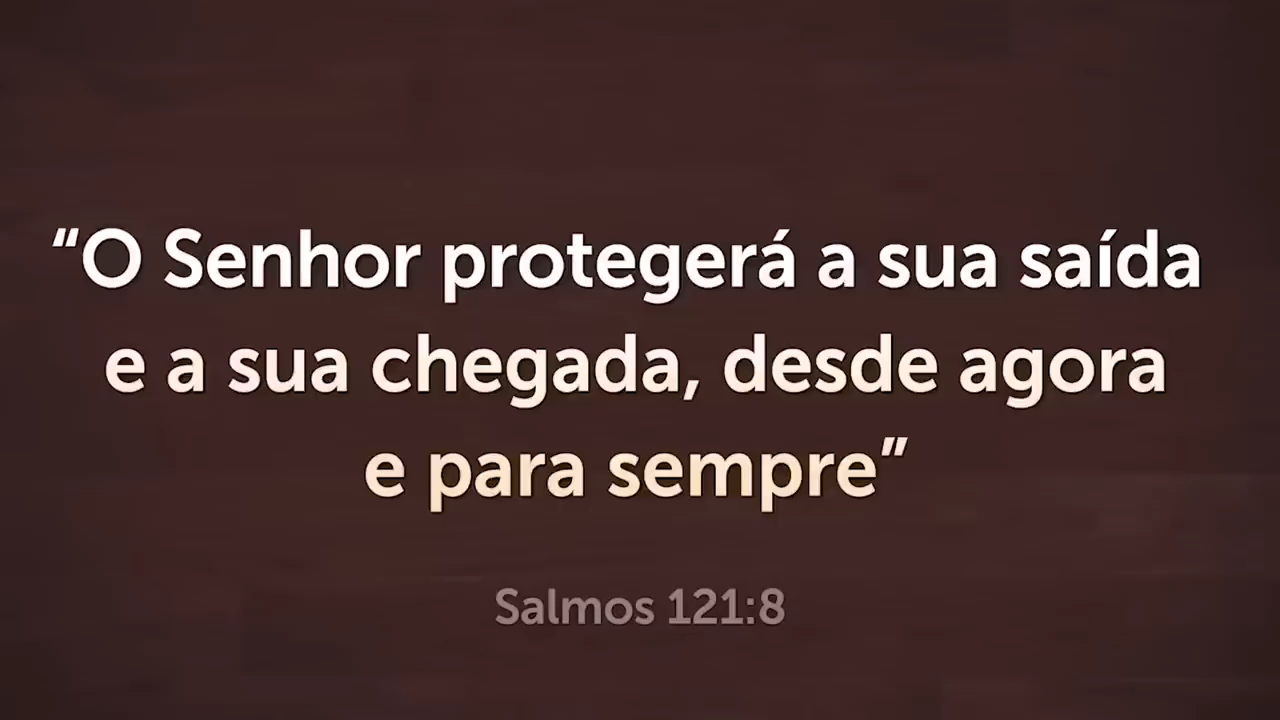 “O Senhor protegerá a sua saída
e a sua chegada, desde agora
e para sempre”
Salmos 121:8